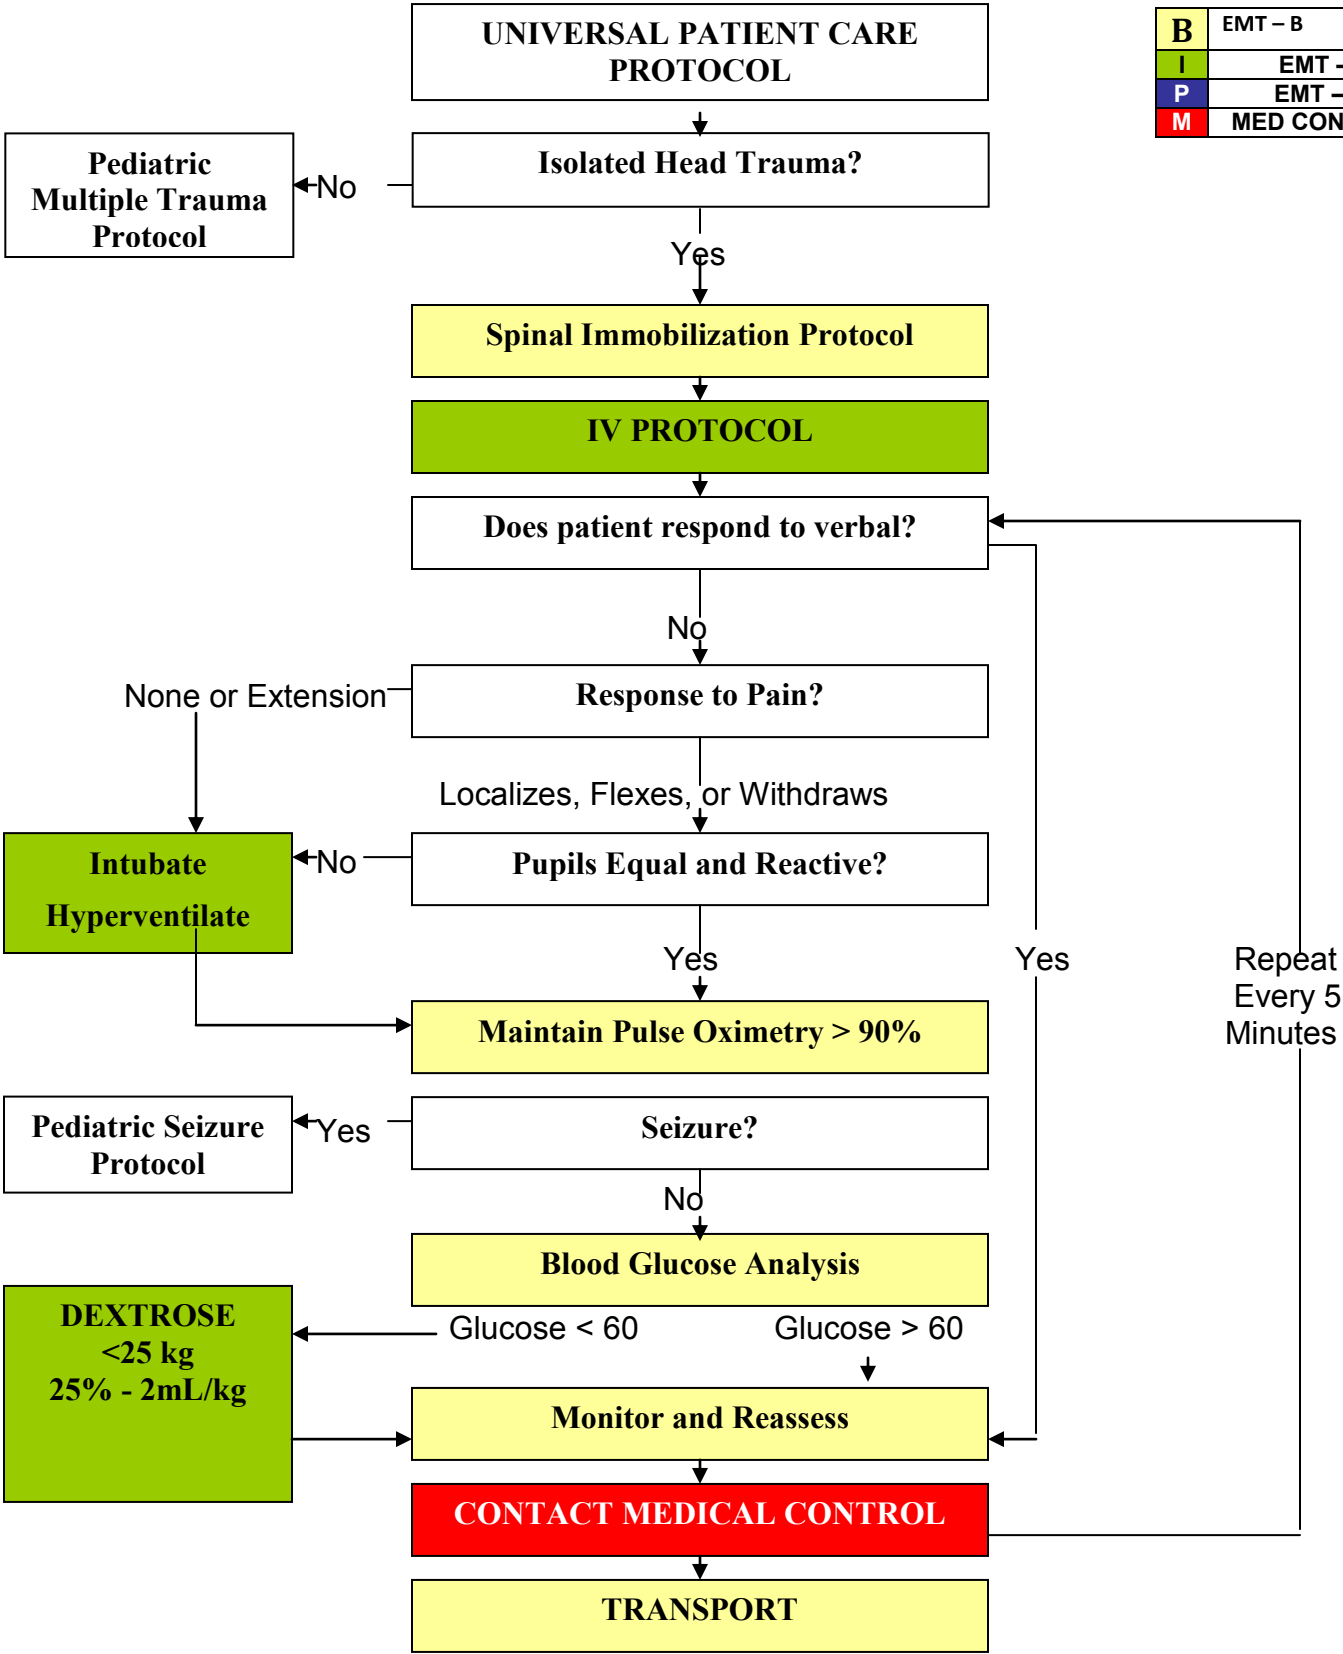 UNIVERSAL PATIENT CARE
PROTOCOL
B EMT – B
I EMT –
P EMT –
M MED CON
Isolated Head Trauma?
Pediatric
Multiple Trauma
Protocol
No
Yes
Spinal Immobilization Protocol
IV PROTOCOL
Does patient respond to verbal?
No
None or Extension
Response to Pain?
Localizes, Flexes, or Withdraws
Intubate
Hyperventilate
No
Pupils Equal and Reactive?
Yes
Yes
Repeat
Every 5
Minutes
Maintain Pulse Oximetry > 90%
Pediatric Seizure
Protocol
Yes
Seizure?
No
Blood Glucose Analysis
DEXTROSE
<25 kg
25% - 2mL/kg
Glucose < 60
Glucose > 60
Monitor and Reassess
CONTACT MEDICAL CONTROL
TRANSPORT